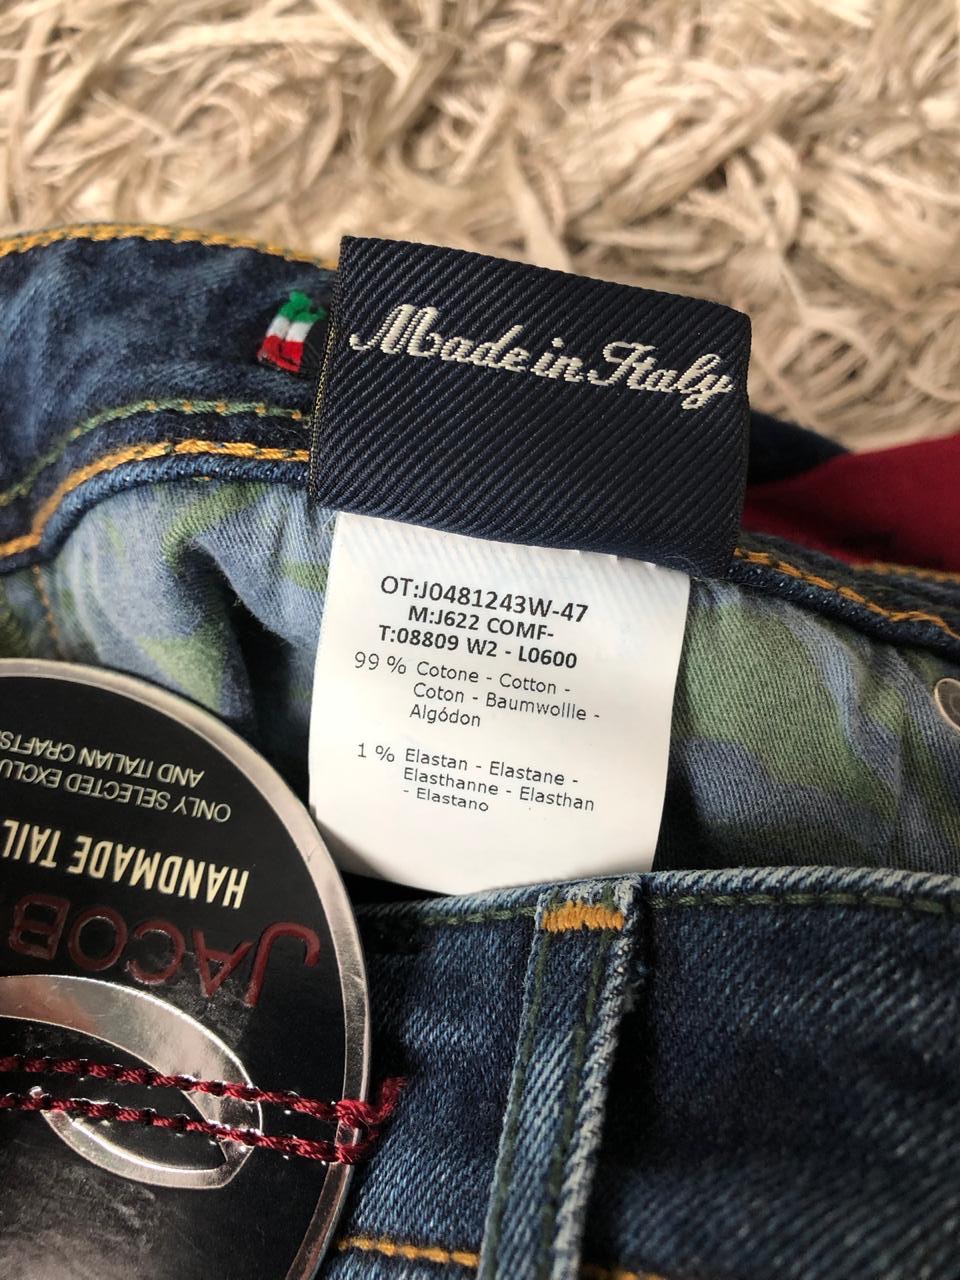 Made in Italy
OT:J0481243W-47
M:J622 COMF-
T:08809 W2 - L0600
99 % Cotone - Cotton -
Coton - Baumwollle -
Algódon
1 % Elastan - Elastane -
Elasthanne - Elasthan
- Elastano
JACOB
HANDMADE TAIL
ONLY SELECTED EXCLU
AND ITALIAN CRAFTS